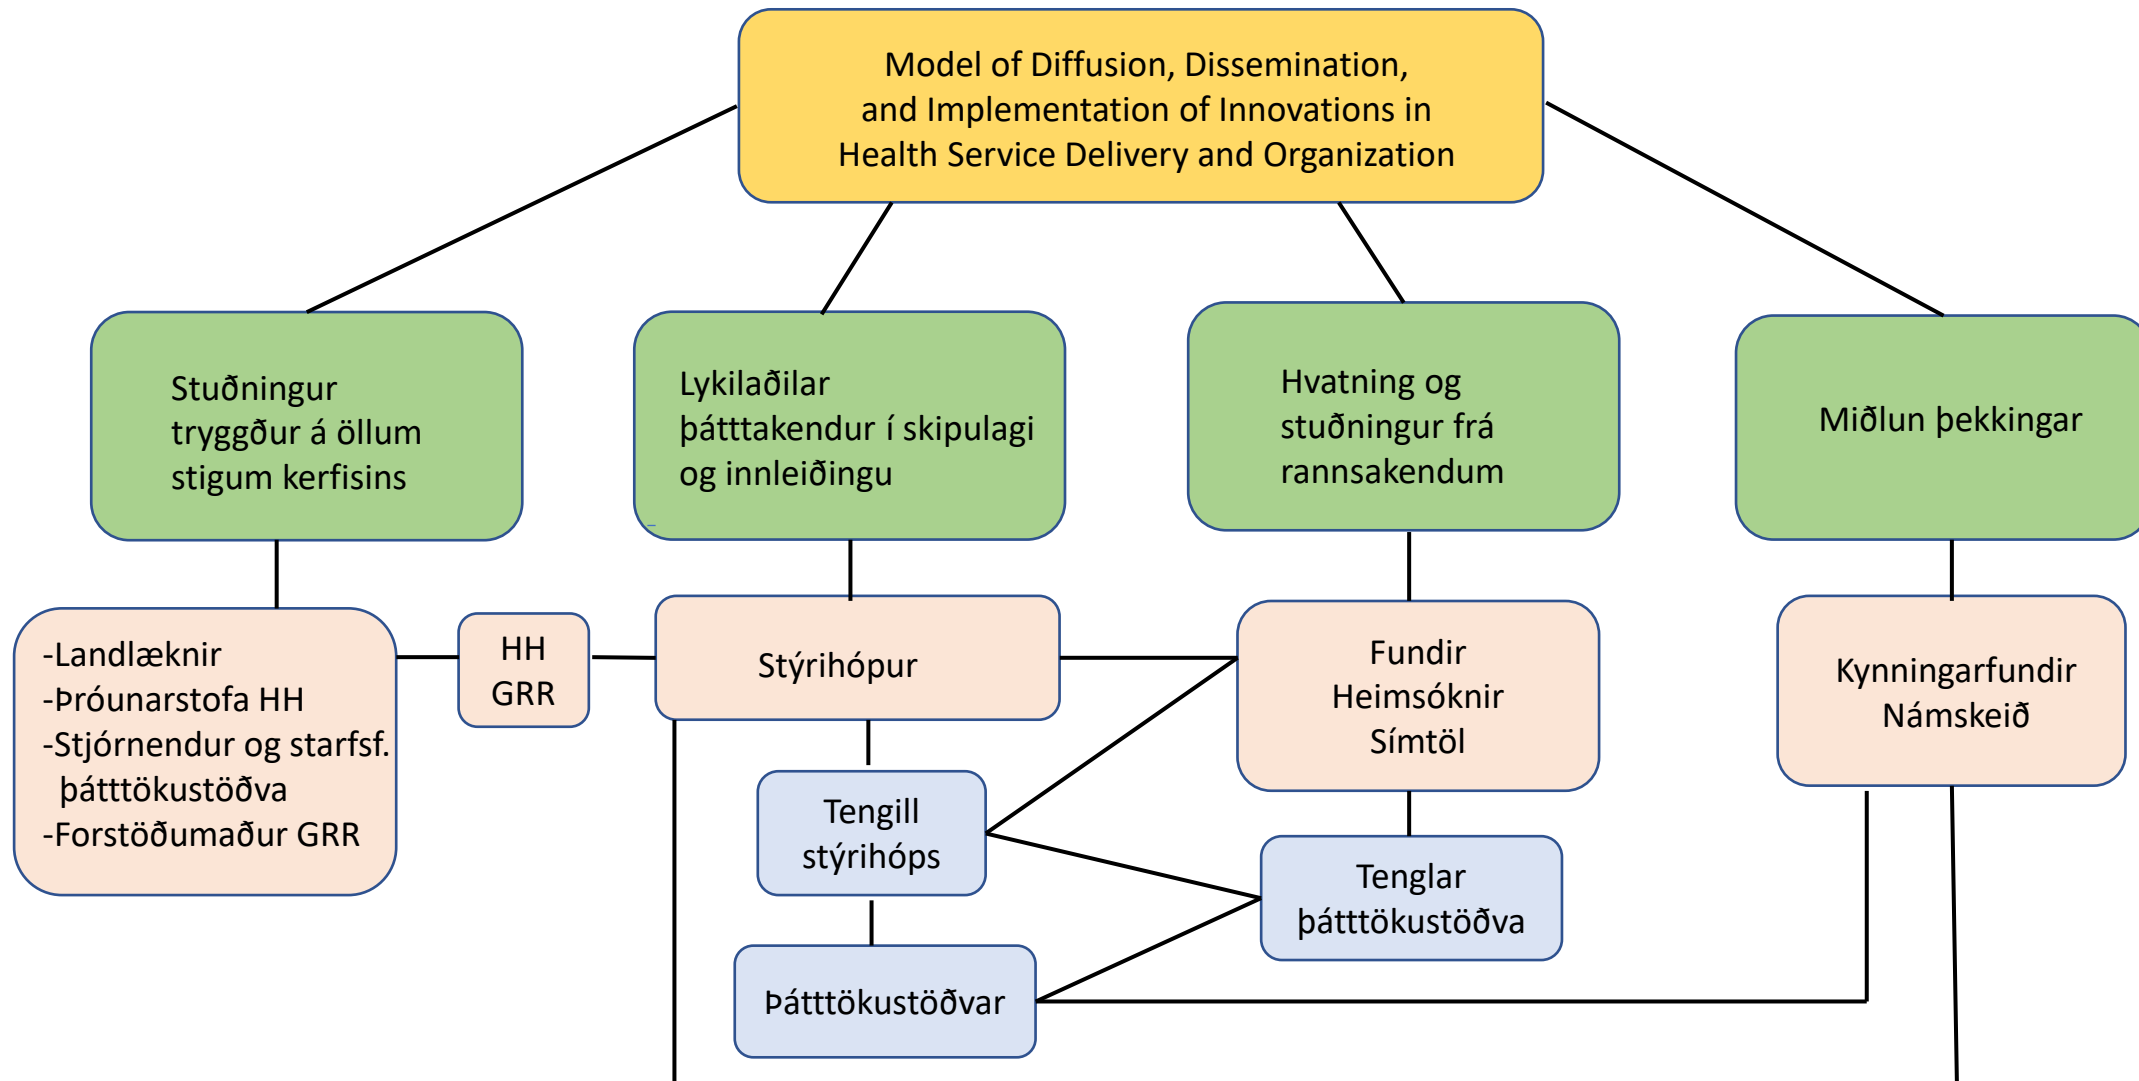 Model of Diffusion, Dissemination,
and Implementation of Innovations in
Health Service Delivery and Organization
Stuðningur
tryggður á öllum
stigum kerfisins
Lykilaðilar
þátttakendur í skipulagi
og innleiðingu
Hvatning og
stuðningur frá
rannsakendum
Miðlun þekkingar
-Landlæknir
-Þróunarstofa HH
-Stjórnendur og starfsf.
þátttökustöðva
-Forstöðumaður GRR
HH
GRR
Stýrihópur
Fundir
Heimsóknir
Símtöl
Kynningarfundir
Námskeið
Tengill
stýrihóps
Tenglar
þátttökustöðva
Þátttökustöðvar